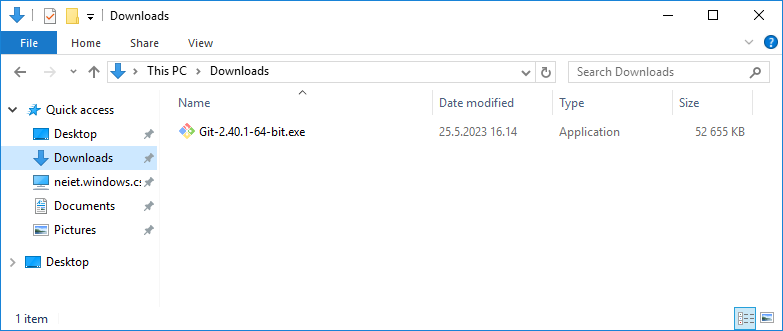 Downloads
File Home Share View
This PC Downloads
Search Downloads
Name Date modified Type Size
Git-2.40.1-64-bit.exe 25.5.2023 16.14 Application 52 655 KB
Quick access
Desktop
Downloads
neiet.windows.cs
Documents
Pictures
Desktop
1 item